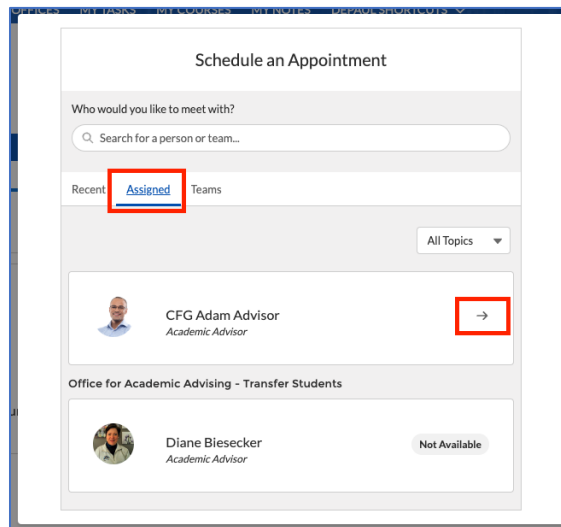 OFFICES MY TASKS MY COURSES MY NOTES DEPAUL SHORTCUTS
Schedule an Appointment
Who would you like to meet with?
Search for a person or team...
Recent Assigned Teams
All Topics
CFG Adam Advisor
Academic Advisor
Office for Academic Advising - Transfer Students
Diane Biesecker
Academic Advisor
Not Available